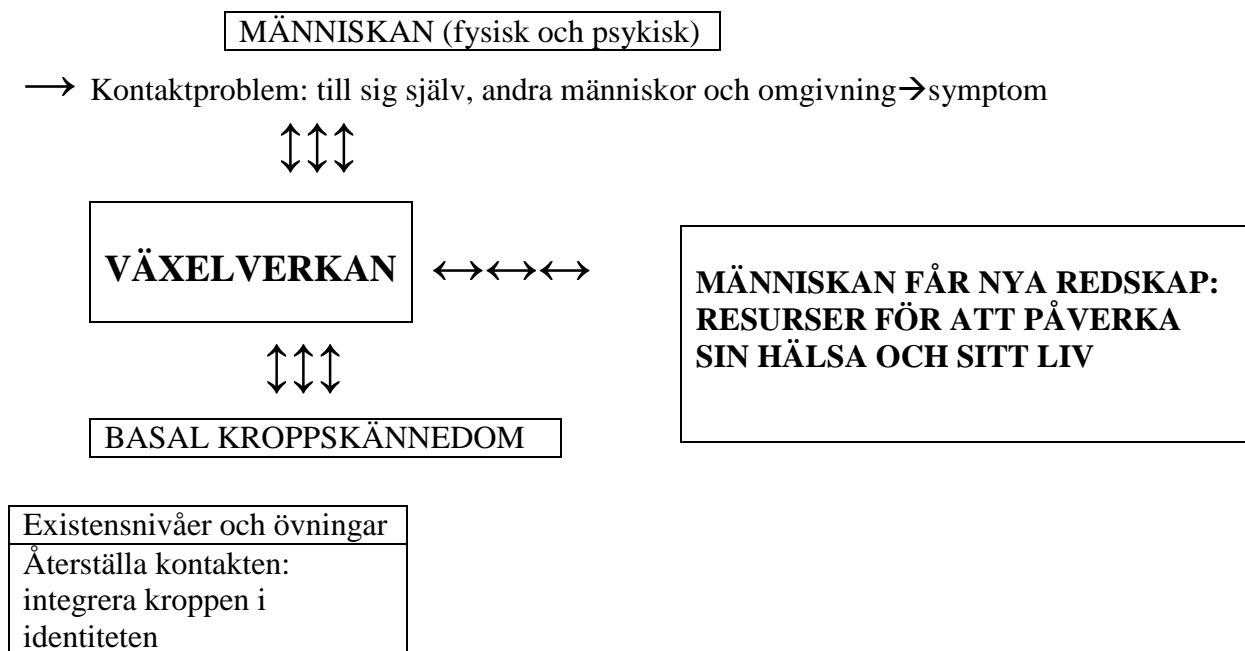 MÄNNISKAN (fysisk och psykisk)
→ Kontaktproblem: till sig själv, andra människor och omgivning→symptom
↕↕↕
VÄXELVERKAN ↔↔↔
MÄNNISKAN FÅR NYA REDSKAP:
RESURSER FÖR ATT PÅVERKA
SIN HÄLSA OCH SITT LIV
↕↕↕
BASAL KROPPSKÄNNEDOM
Existensnivåer och övningar
Återställa kontakten:
integrera kroppen i
identiteten